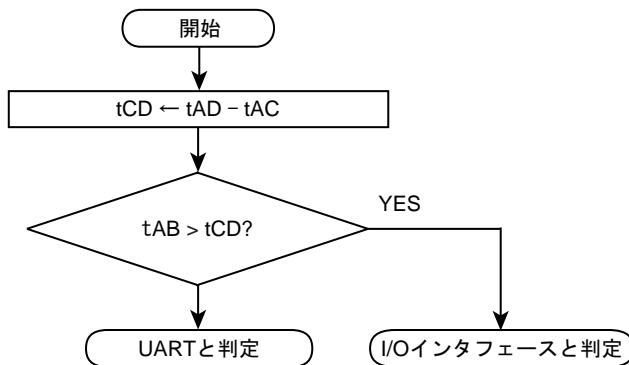 開始
tCD ← tAD − tAC
tAB > tCD?
YES
UARTと判定
I/Oインタフェースと判定